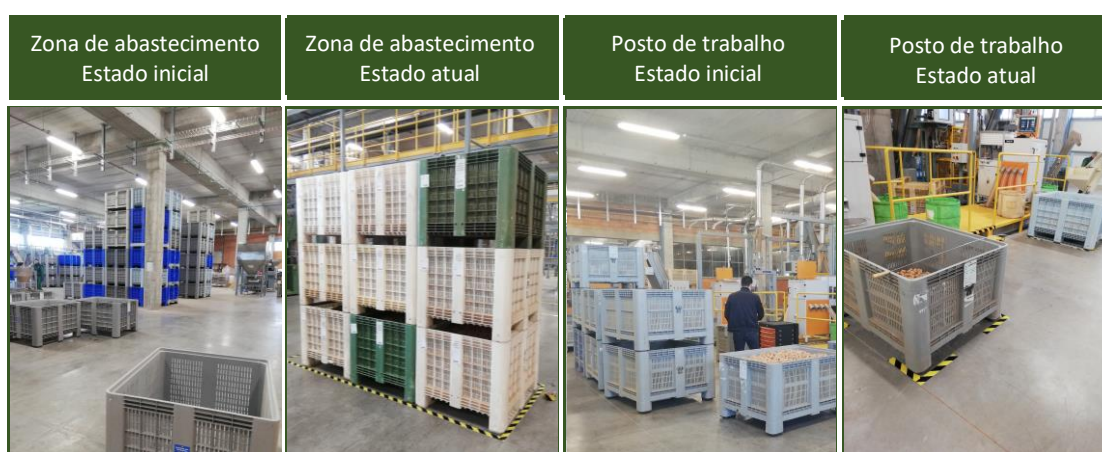 Zona de abastecimento
Estado inicial
Zona de abastecimento
Estado atual
Posto de trabalho
Estado inicial
Posto de trabalho
Estado atual